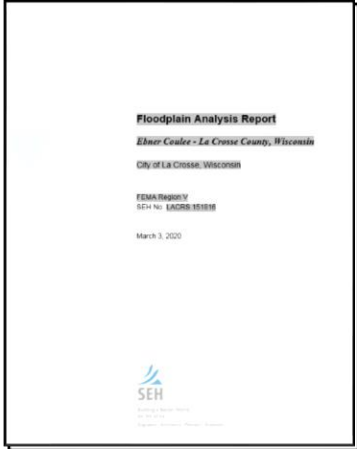 Floodplain Analysis Report
Ebner Coulee - La Crosse County, Wisconsin
City of La Crosse, Wisconsin
FEMA Region V
SEH No. LACRS 151816
March 3, 2020
SEH